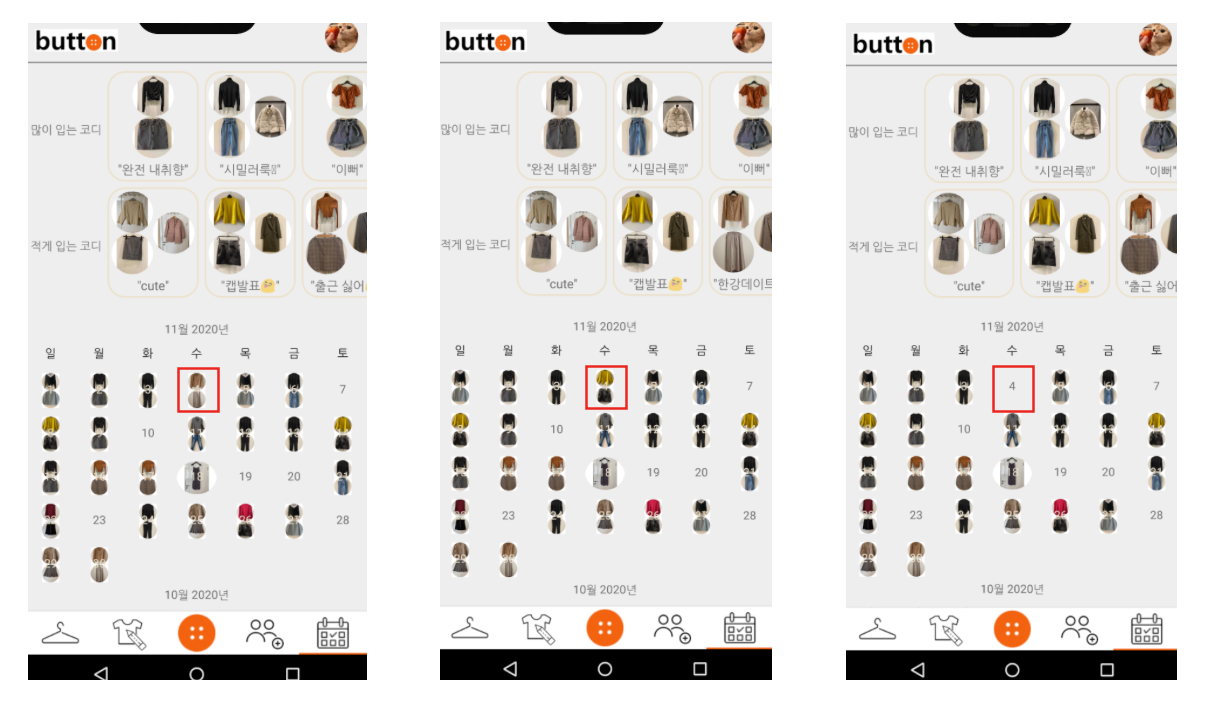 button
많이 입는 코디
"완전 내취향"
"시밀러룩"
"이뻐"
적게 입는 코디
"cute"
"캡발표🤔"
"출근 싫어
11월 2020년
일 월 화 수 목 금 토
7
10
18 19 20 21
23 25 28
10월 2020년
button
많이 입는 코디
"완전 내취향"
"시밀러룩"
"이뻐"
적게 입는 코디
"cute"
"캡발표🤔"
"한강데이트
11월 2020년
일 월 화 수 목 금 토
7
10
18 19 20 21
23 25 28
10월 2020년
button
많이 입는 코디
"완전 내취향"
"시밀러룩"
"이뻐"
적게 입는 코디
"cute"
"캡발표🤔"
"출근 싫어
11월 2020년
일 월 화 수 목 금 토
4 7
10
18 19 20 21
23 25 28
10월 2020년